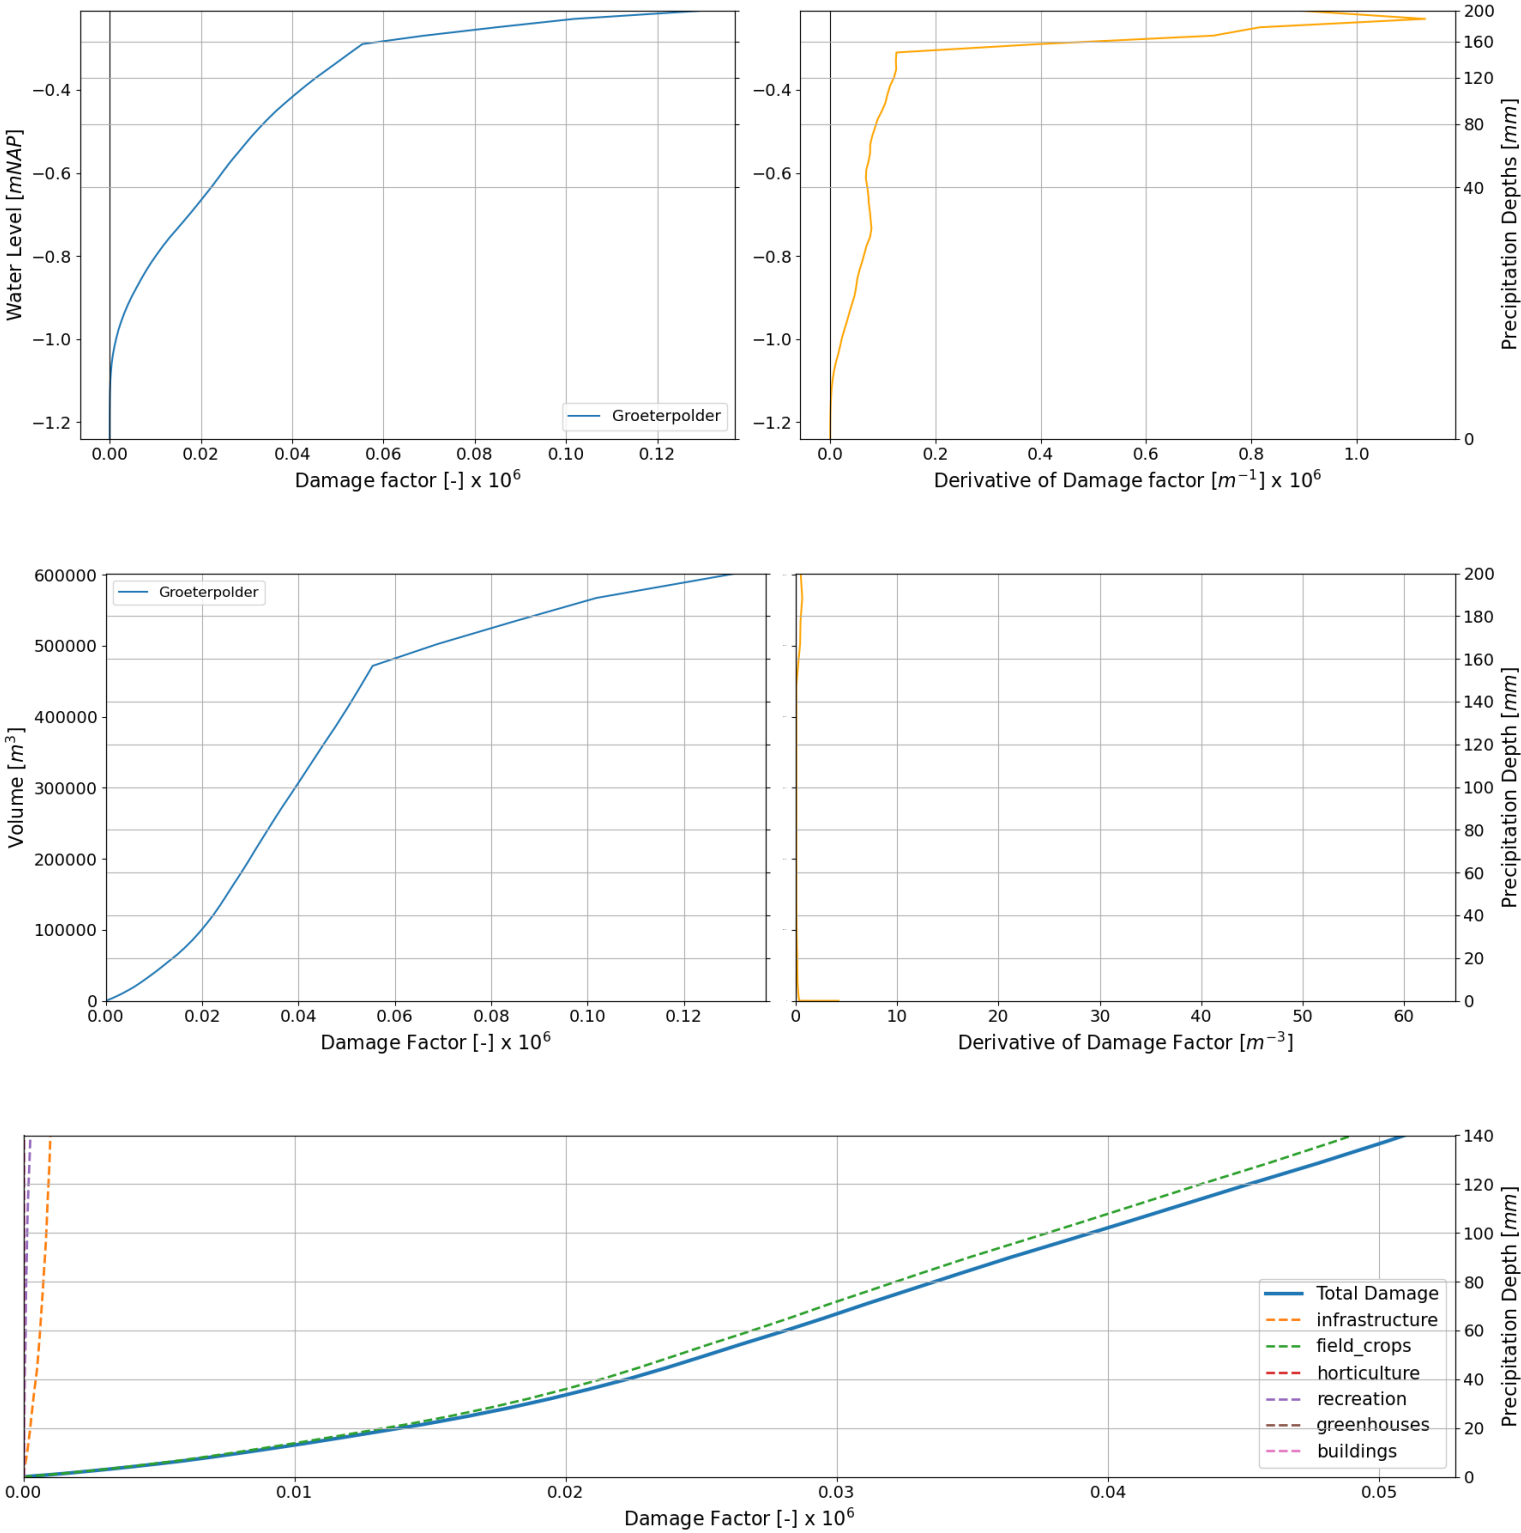 Water Level [mNAP]
−0.4
−0.6
−0.8
−1.0
−1.2
0.00 0.02 0.04 0.06 0.08 0.10 0.12
Damage factor [-] x 10^6
Groeterpolder
−0.4
−0.6
−0.8
−1.0
−1.2
0.0 0.2 0.4 0.6 0.8 1.0
Derivative of Damage factor [m^−1] x 10^6
200
160
120
80
40
0
Precipitation Depths [mm]
Volume [m^3]
600000
500000
400000
300000
200000
100000
0
Groeterpolder
0.00 0.02 0.04 0.06 0.08 0.10 0.12
Damage Factor [-] x 10^6
0 10 20 30 40 50 60
Derivative of Damage Factor [m^−3]
200
180
160
140
120
100
80
60
40
20
0
Precipitation Depth [mm]
0.00 0.01 0.02 0.03 0.04 0.05
Damage Factor [-] x 10^6
Total Damage
infrastructure
field_crops
horticulture
recreation
greenhouses
buildings
140
120
100
80
60
40
20
0
Precipitation Depth [mm]